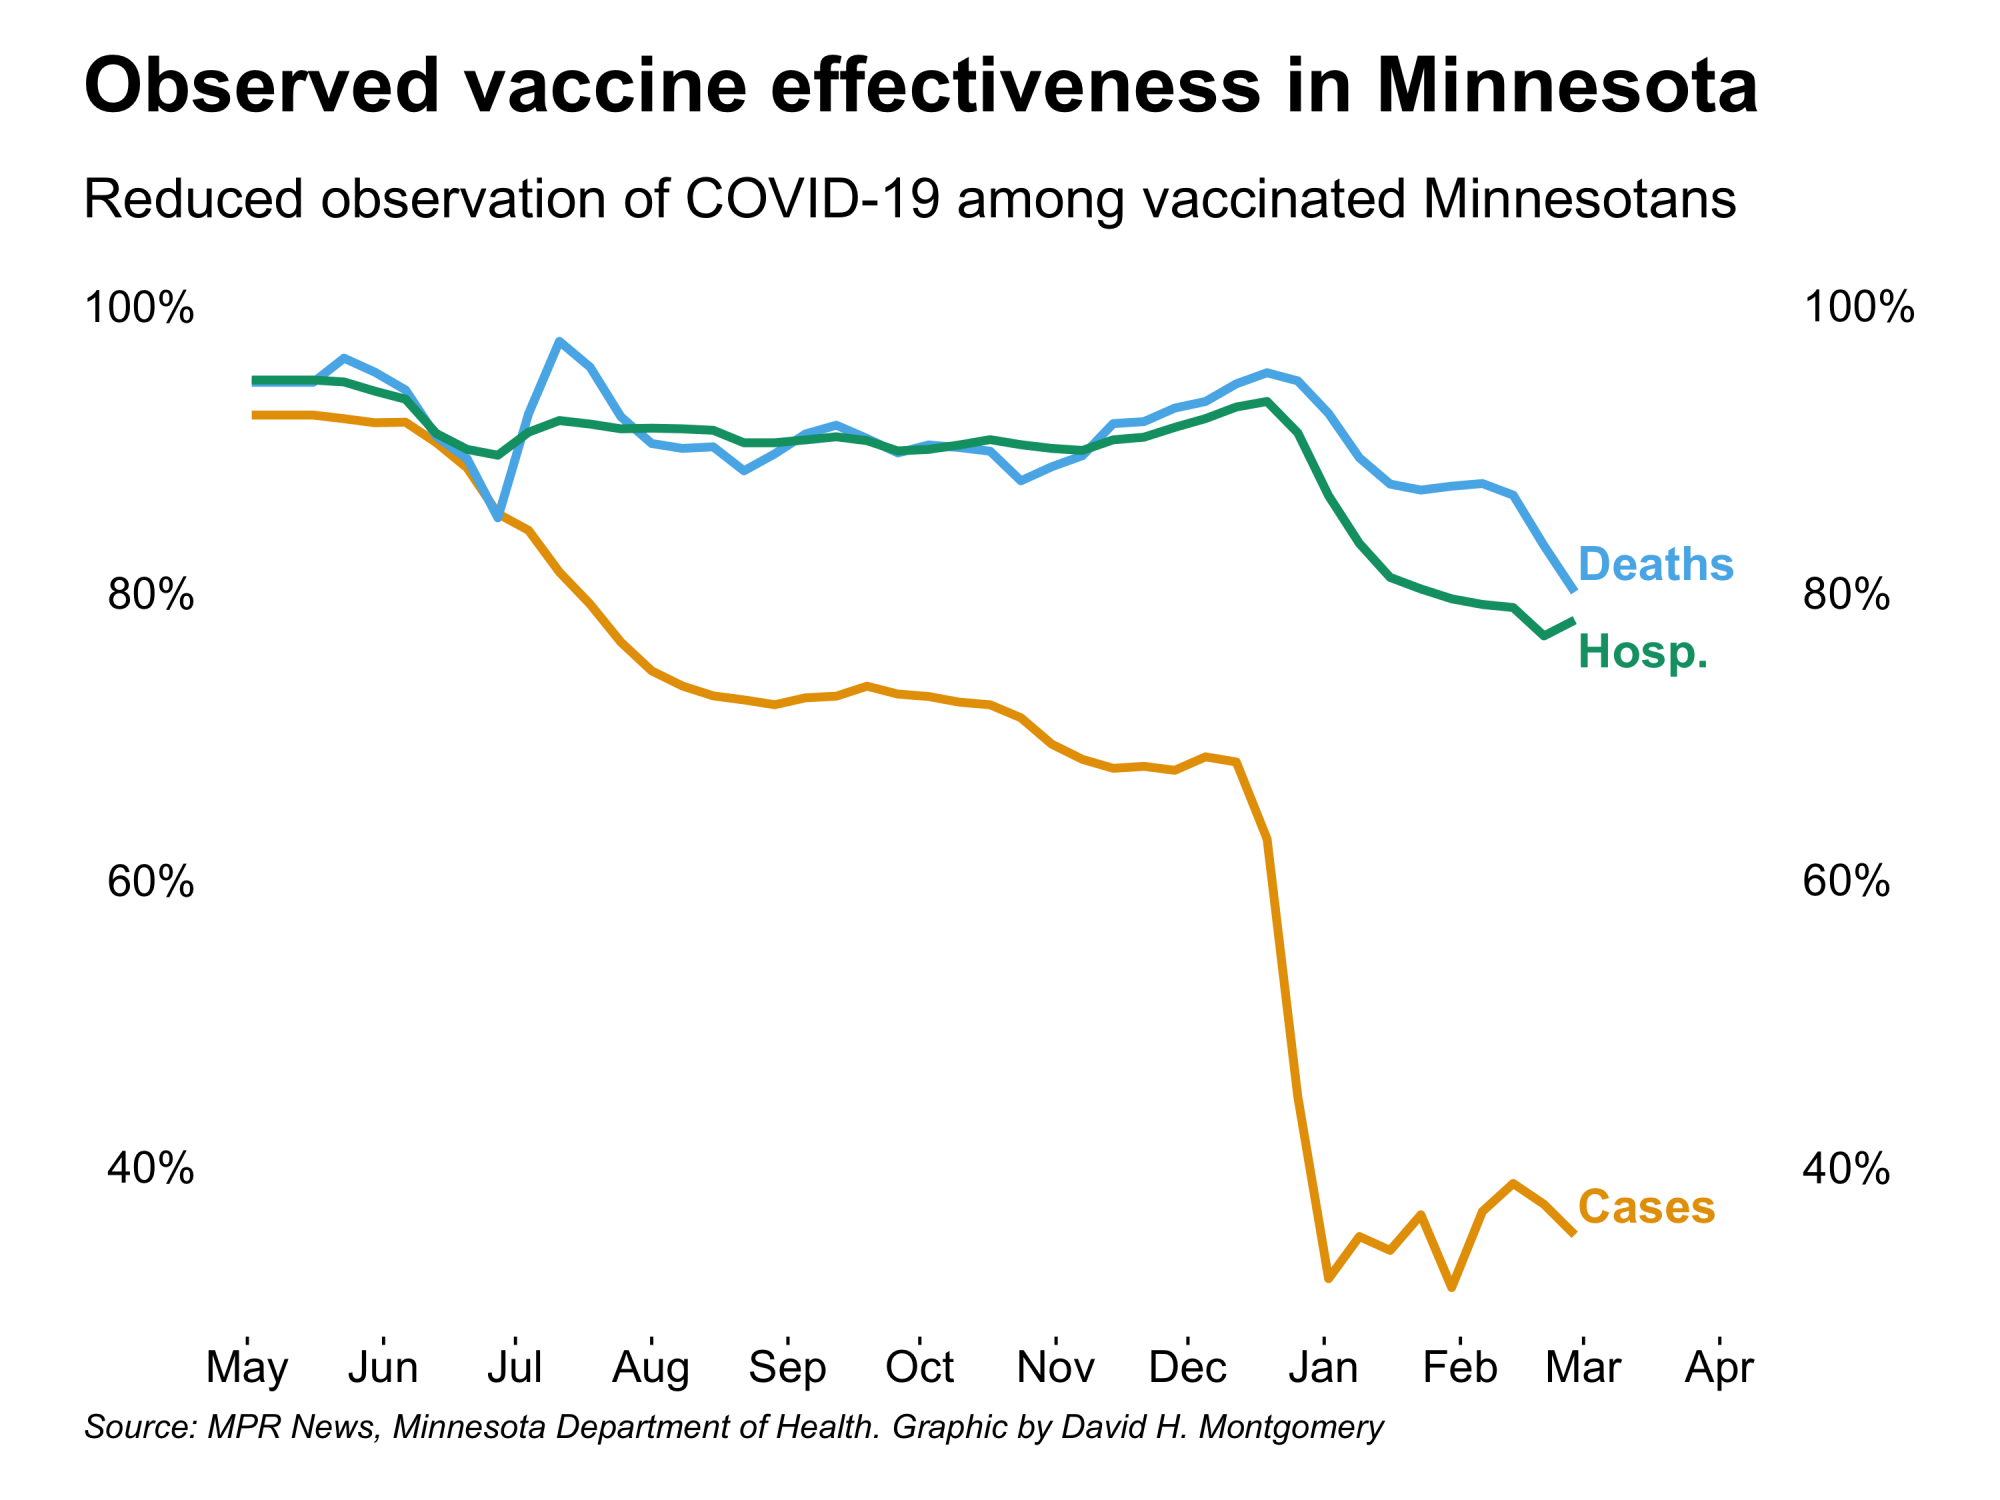 Observed vaccine effectiveness in Minnesota
Reduced observation of COVID-19 among vaccinated Minnesotans
100% 100%
Deaths
80% 80%
Hosp.
60% 60%
40% 40%
Cases
May Jun Jul Aug Sep Oct Nov Dec Jan Feb Mar Apr
Source: MPR News, Minnesota Department of Health. Graphic by David H. Montgomery